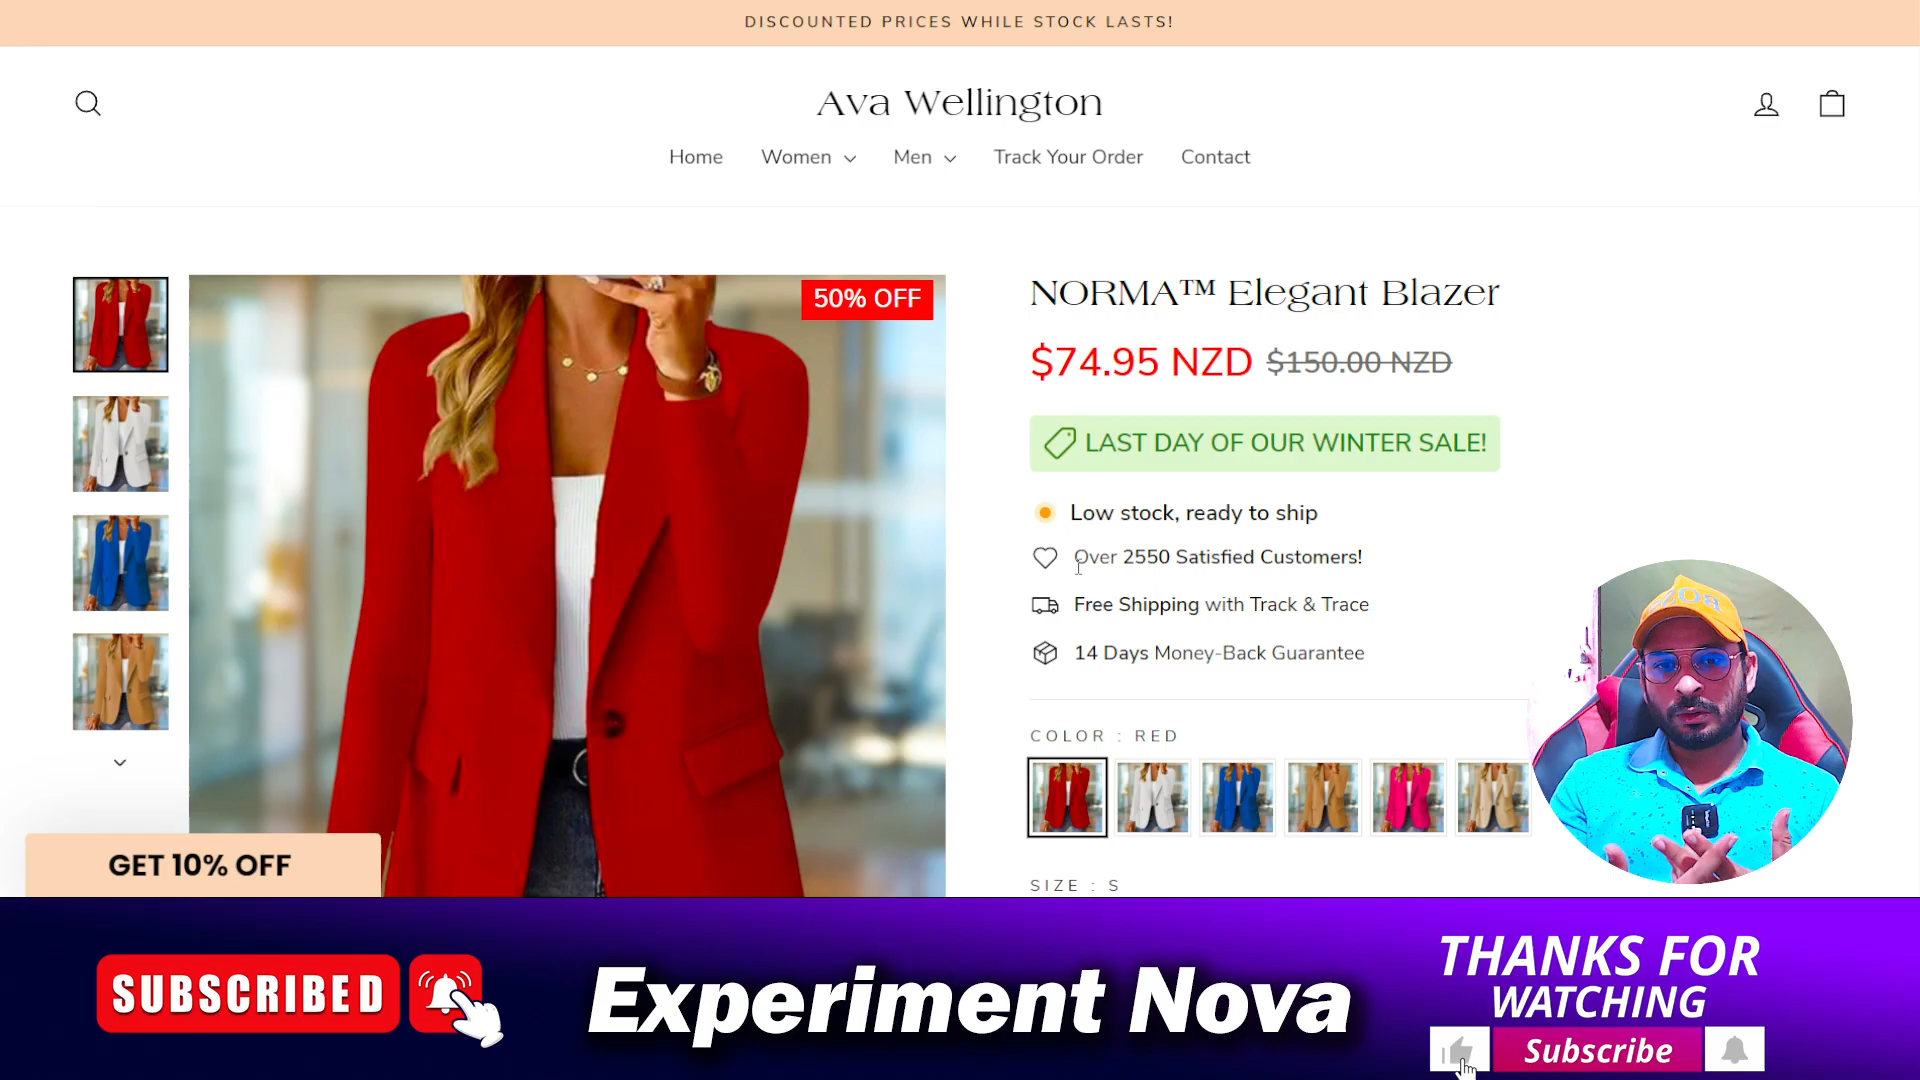 DISCOUNTED PRICES WHILE STOCK LASTS!
Ava Wellington
Home
Women
Men
Track Your Order
Contact
50% OFF
NORMA™ Elegant Blazer
$74.95 NZD $150.00 NZD
LAST DAY OF OUR WINTER SALE!
Low stock, ready to ship
Over 2550 Satisfied Customers!
Free Shipping with Track & Trace
14 Days Money-Back Guarantee
COLOR : RED
SIZE : S
GET 10% OFF
SUBSCRIBED
Experiment Nova
THANKS FOR
WATCHING
Subscribe